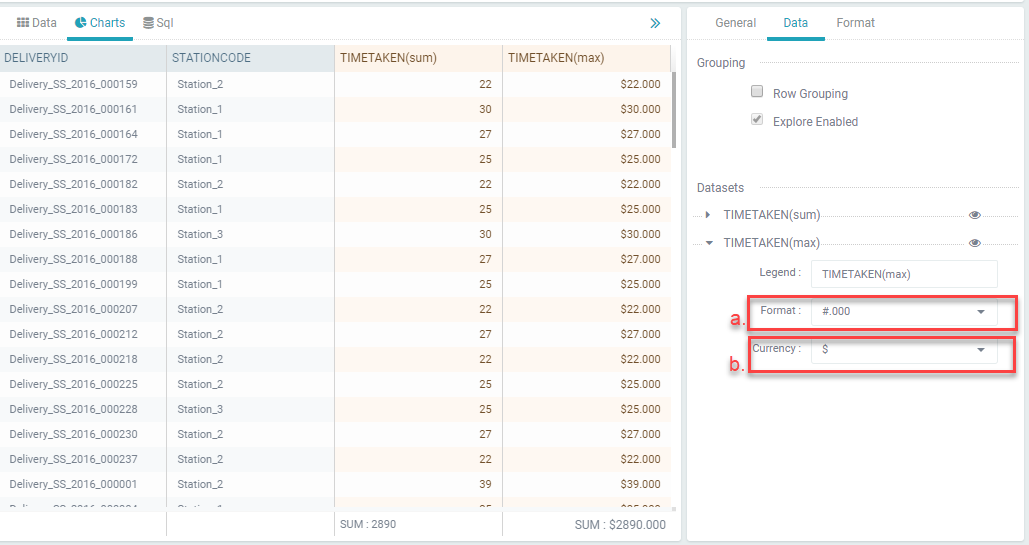 Data Charts Sql
DELIVERYID STATIONCODE TIMETAKEN(sum) TIMETAKEN(max)
Delivery_SS_2016_000159 Station_2 22 $22.000
Delivery_SS_2016_000161 Station_1 30 $30.000
Delivery_SS_2016_000164 Station_1 27 $27.000
Delivery_SS_2016_000172 Station_1 25 $25.000
Delivery_SS_2016_000182 Station_2 22 $22.000
Delivery_SS_2016_000183 Station_1 25 $25.000
Delivery_SS_2016_000186 Station_3 30 $30.000
Delivery_SS_2016_000188 Station_1 27 $27.000
Delivery_SS_2016_000199 Station_1 25 $25.000
Delivery_SS_2016_000207 Station_2 22 $22.000
Delivery_SS_2016_000212 Station_2 27 $27.000
Delivery_SS_2016_000218 Station_2 22 $22.000
Delivery_SS_2016_000225 Station_2 25 $25.000
Delivery_SS_2016_000228 Station_3 25 $25.000
Delivery_SS_2016_000230 Station_2 27 $27.000
Delivery_SS_2016_000237 Station_2 22 $22.000
Delivery_SS_2016_000001 Station_2 39 $39.000
SUM : 2890 SUM : $2890.000
General Data Format
Grouping
Row Grouping
Explore Enabled
Datasets
TIMETAKEN(sum)
TIMETAKEN(max)
Legend : TIMETAKEN(max)
a. Format : #.000
b. Currency : $